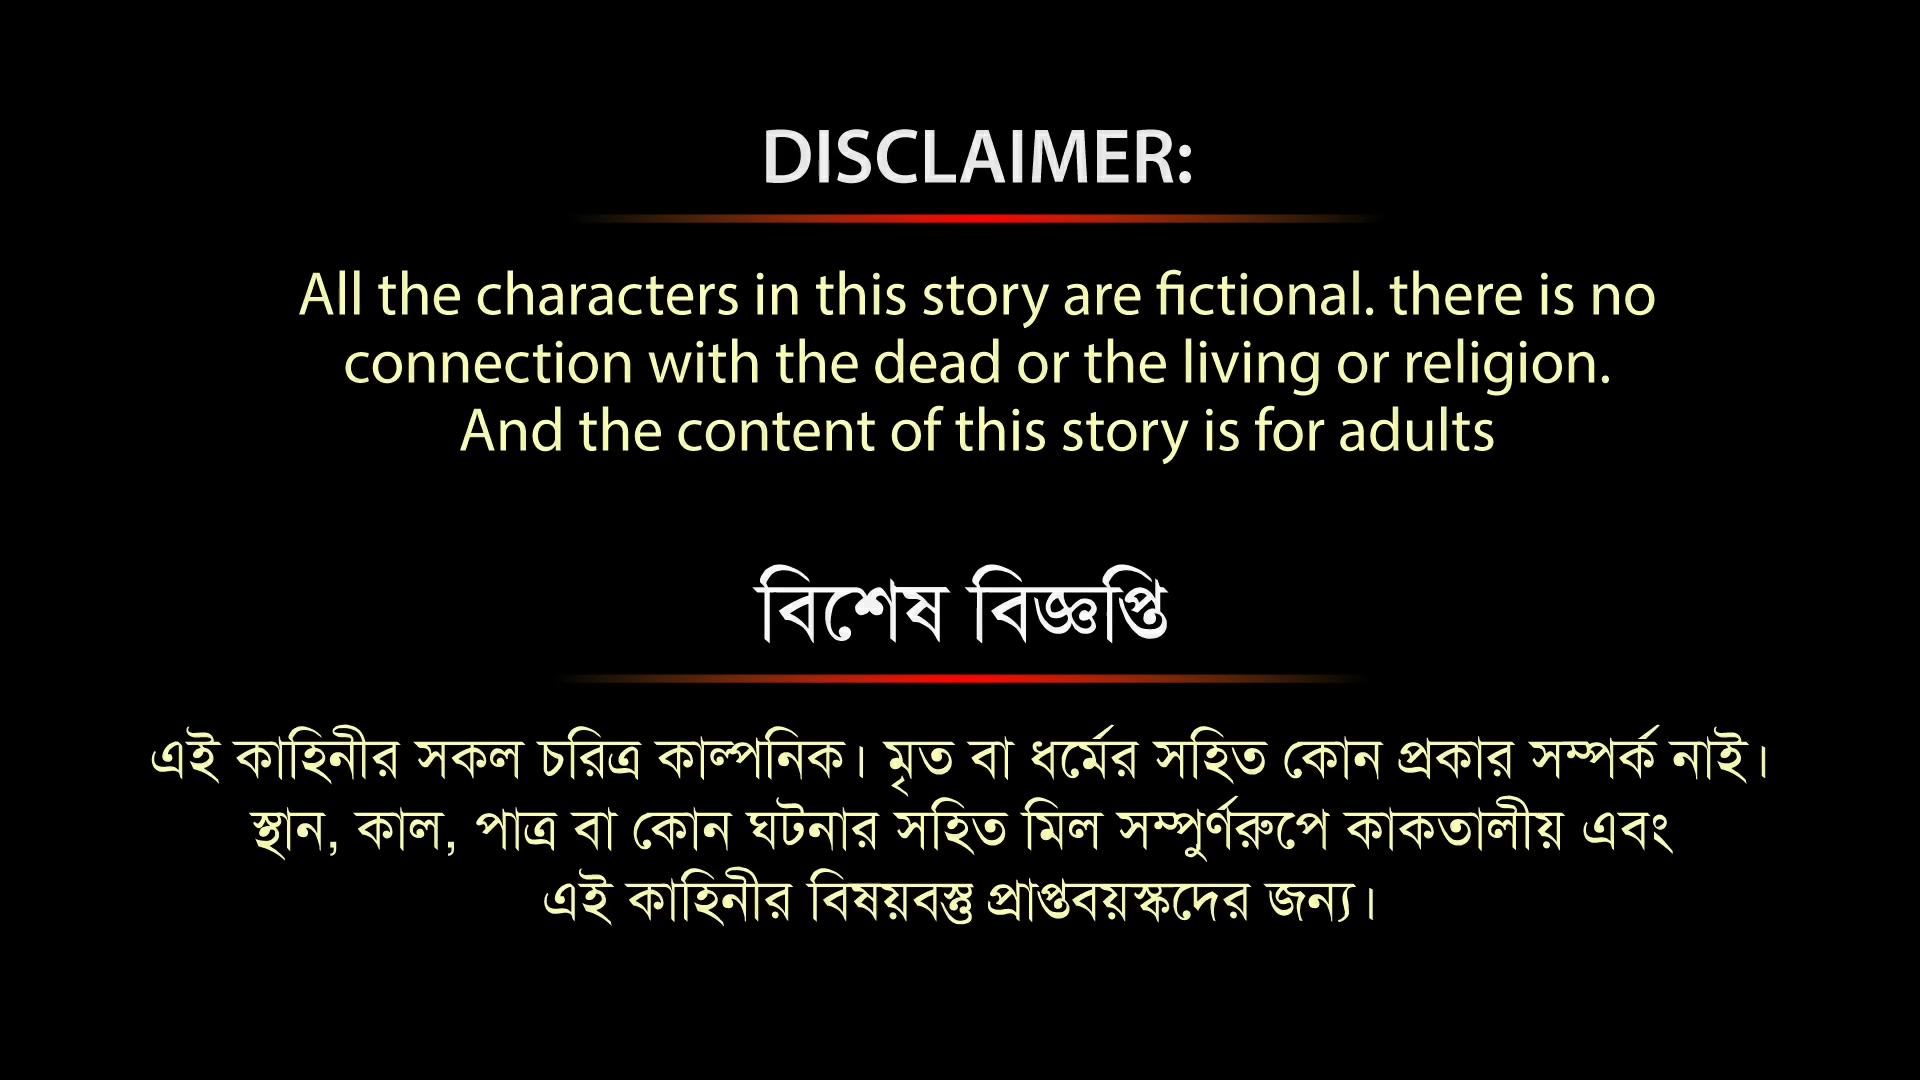 DISCLAIMER:
All the characters in this story are fictional. there is no
connection with the dead or the living or religion.
And the content of this story is for adults
বিশেষ বিজ্ঞপ্তি
এই কাহিনীর সকল চরিত্র কাল্পনিক। মৃত বা ধর্মের সহিত কোন প্রকার সম্পর্ক নাই।
স্থান, কাল, পাত্র বা কোন ঘটনার সহিত মিল সম্পুর্ণরুপে কাকতালীয় এবং
এই কাহিনীর বিষয়বস্তু প্রাপ্তবয়স্কদের জন্য।